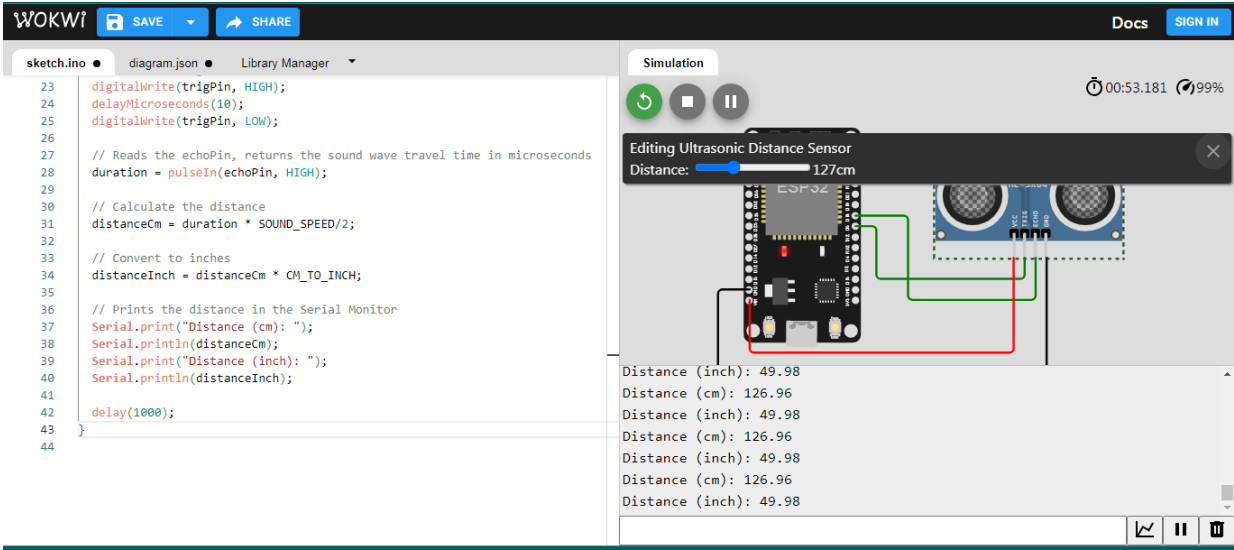 WOKWi SAVE SHARE Docs SIGN IN
sketch.ino ● diagram.json ● Library Manager
Simulation
00:53.181 99%
23 digitalWrite(trigPin, HIGH);
24 delayMicroseconds(10);
25 digitalWrite(trigPin, LOW);
26
27 // Reads the echoPin, returns the sound wave travel time in microseconds
28 duration = pulseIn(echoPin, HIGH);
29
30 // Calculate the distance
31 distanceCm = duration * SOUND_SPEED/2;
32
33 // Convert to inches
34 distanceInch = distanceCm * CM_TO_INCH;
35
36 // Prints the distance in the Serial Monitor
37 Serial.print("Distance (cm): ");
38 Serial.println(distanceCm);
39 Serial.print("Distance (inch): ");
40 Serial.println(distanceInch);
41
42 delay(1000);
43 }
44
Editing Ultrasonic Distance Sensor
Distance: 127cm
ESP32
VCC
TRIG
ECHO
GND
Distance (inch): 49.98
Distance (cm): 126.96
Distance (inch): 49.98
Distance (cm): 126.96
Distance (inch): 49.98
Distance (cm): 126.96
Distance (inch): 49.98